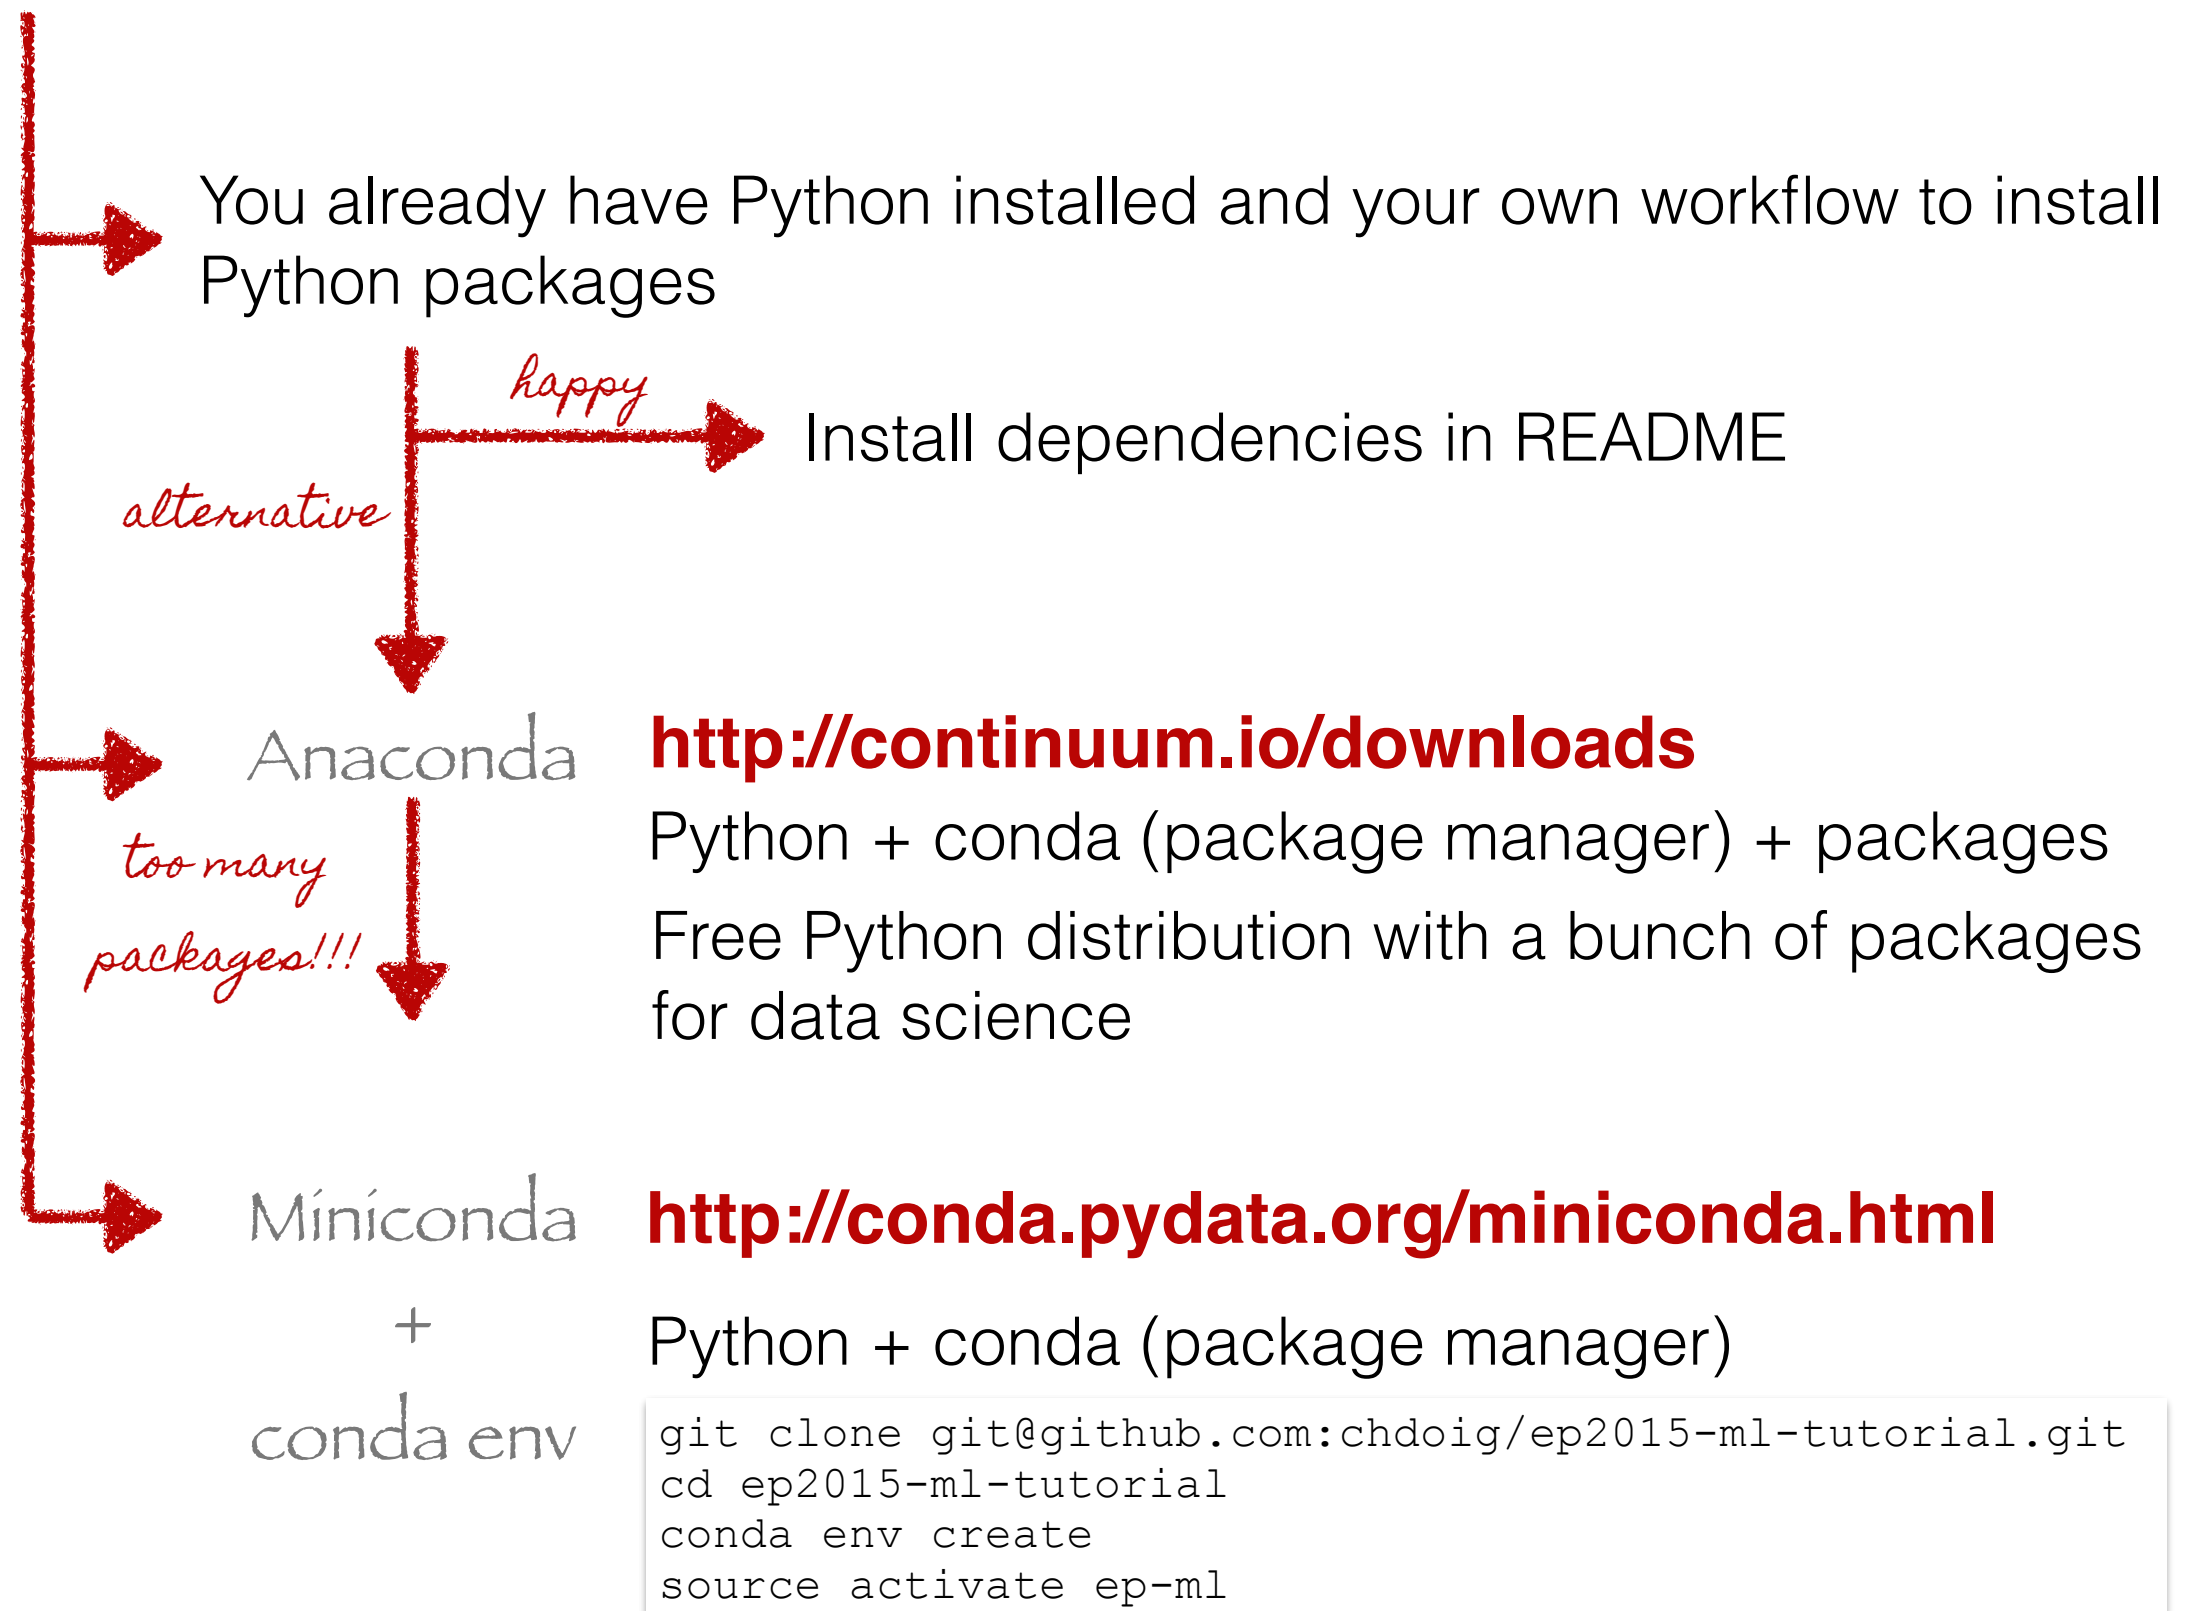 You already have Python installed and your own workflow to install
Python packages
happy
Install dependencies in README
alternative
Anaconda
http://continuum.io/downloads
Python + conda (package manager) + packages
too many
packages!!!
Free Python distribution with a bunch of packages
for data science
Miniconda
http://conda.pydata.org/miniconda.html
+
Python + conda (package manager)
conda env
git clone git@github.com:chdoig/ep2015-ml-tutorial.git
cd ep2015-ml-tutorial
conda env create
source activate ep-ml